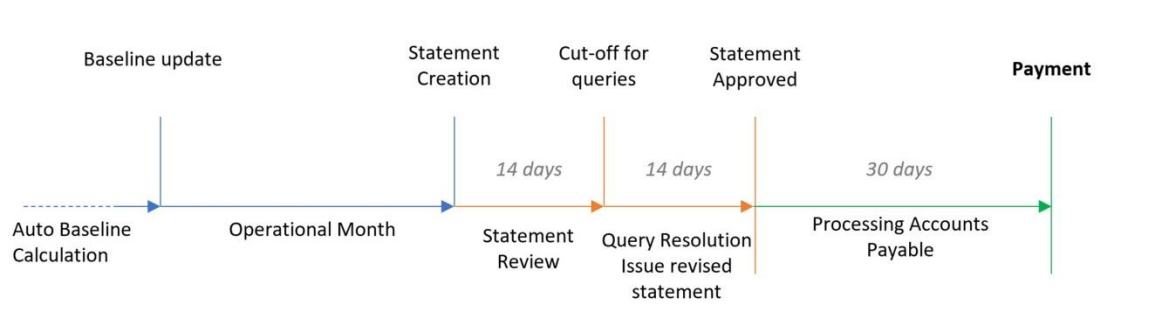 Baseline update
Statement
Creation
Cut-off for
queries
Statement
Approved
Payment
14 days
14 days
30 days
Auto Baseline
Calculation
Operational Month
Statement
Review
Query Resolution
Issue revised
statement
Processing Accounts
Payable